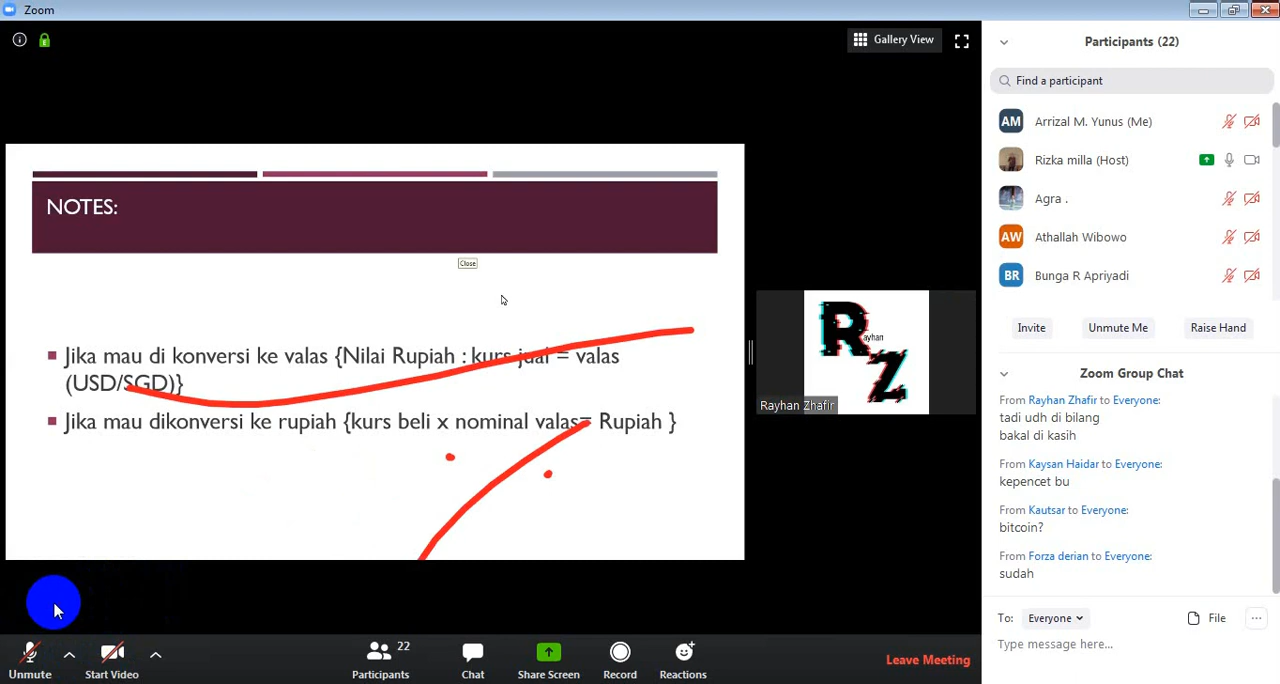 Zoom
Gallery View
NOTES:
Close
Jika mau di konversi ke valas {Nilai Rupiah : kurs jual = valas
(USD/SGD)}
Jika mau dikonversi ke rupiah {kurs beli x nominal valas= Rupiah }
R
ayhan
Z
Rayhan Zhafir
Unmute
Start Video
22
Participants
Chat
Share Screen
Record
Reactions
Leave Meeting
Participants (22)
Find a participant
AM Arrizal M. Yunus (Me)
Rizka milla (Host)
Agra .
AW Athallah Wibowo
BR Bunga R Apriyadi
Invite
Unmute Me
Raise Hand
Zoom Group Chat
From Rayhan Zhafir to Everyone:
tadi udh di bilang
bakal di kasih
From Kaysan Haidar to Everyone:
kepencet bu
From Kautsar to Everyone:
bitcoin?
From Forza derian to Everyone:
sudah
To: Everyone
File
Type message here...